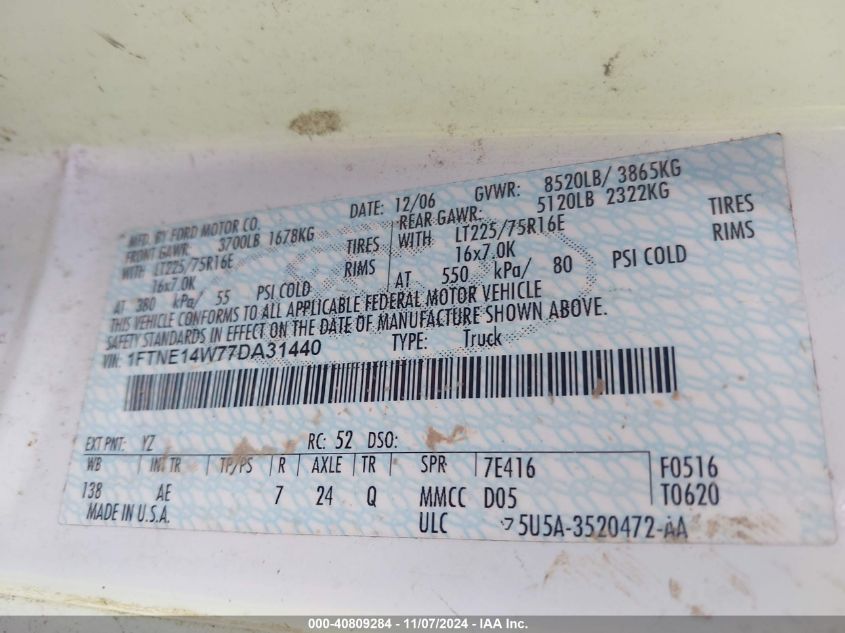 MFD. BY FORD MOTOR CO. DATE: 12/06 GVWR: 8520LB/ 3865KG
FRONT GAWR: 3700LB 1678KG REAR GAWR: 5120LB 2322KG
WITH LT225/75R16E TIRES WITH LT225/75R16E TIRES
16x7.0K RIMS 16x7.0K RIMS
AT 380 kPa/ 55 PSI COLD AT 550 kPa/ 80 PSI COLD
THIS VEHICLE CONFORMS TO ALL APPLICABLE FEDERAL MOTOR VEHICLE
SAFETY STANDARDS IN EFFECT ON THE DATE OF MANUFACTURE SHOWN ABOVE.
VIN: 1FTNE14W77DA31440 TYPE: Truck
EXT PNT: YZ RC: 52 DSO:
WB INT TR TP/PS R AXLE TR SPR 7E416 F0516
138 AE 7 24 Q MMCC D05 T0620
MADE IN U.S.A. ULC 5U5A-3520472-AA
000-40809284 - 11/07/2024 - IAA Inc.